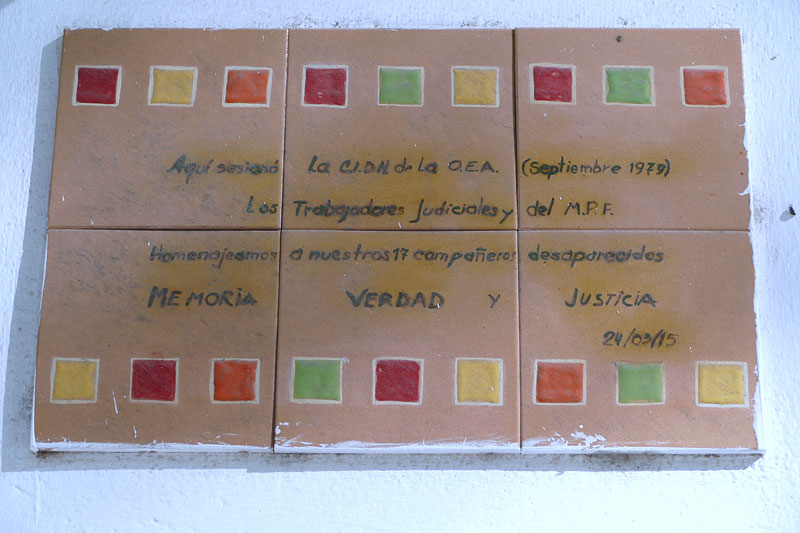 Aquí sesionó La C.I.D.H de la O.E.A. (Septiembre 1979)
Los Trabajadores Judiciales y del M.P.F.
Homenajeamos a nuestros 17 compañeros desaparecidos
MEMORIA VERDAD Y JUSTICIA
24/03/15